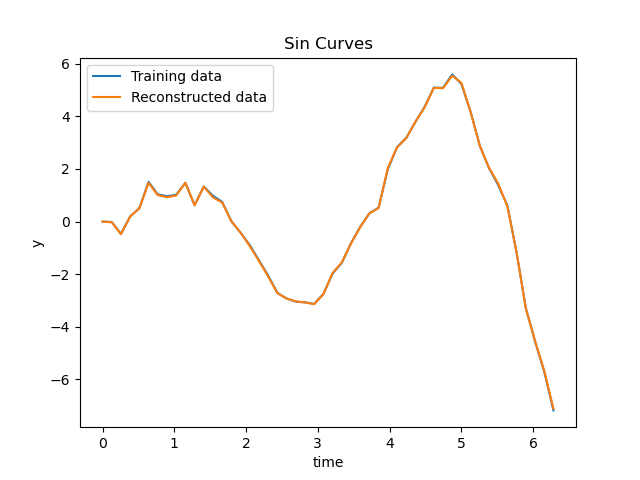 Sin Curves
Training data
Reconstructed data
6
4
2
0
−2
−4
−6
y
0 1 2 3 4 5 6
time